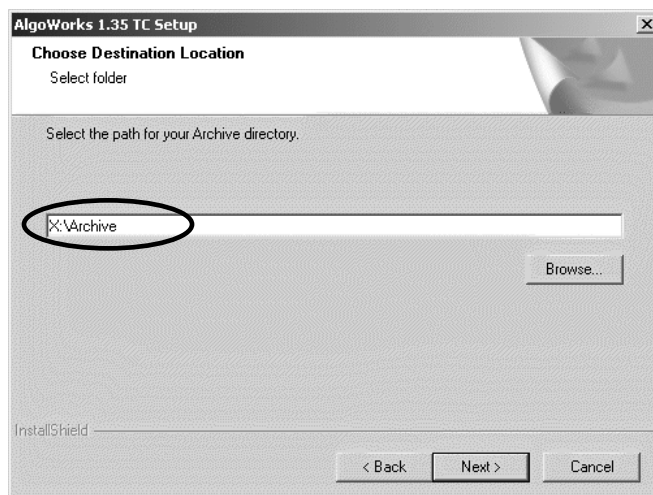 AlgoWorks 1.35 TC Setup
Choose Destination Location
Select folder
Select the path for your Archive directory.
X:\Archive
Browse...
InstallShield
< Back Next > Cancel